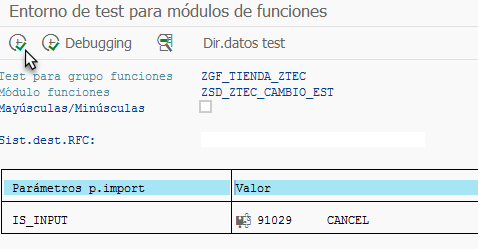 Entorno de test para módulos de funciones
Debugging Dir.datos test
Test para grupo funciones ZGF_TIENDA_ZTEC
Módulo funciones ZSD_ZTEC_CAMBIO_EST
Mayúsculas/Minúsculas
Sist.dest.RFC:
Parámetros p.import Valor
IS_INPUT 91029 CANCEL